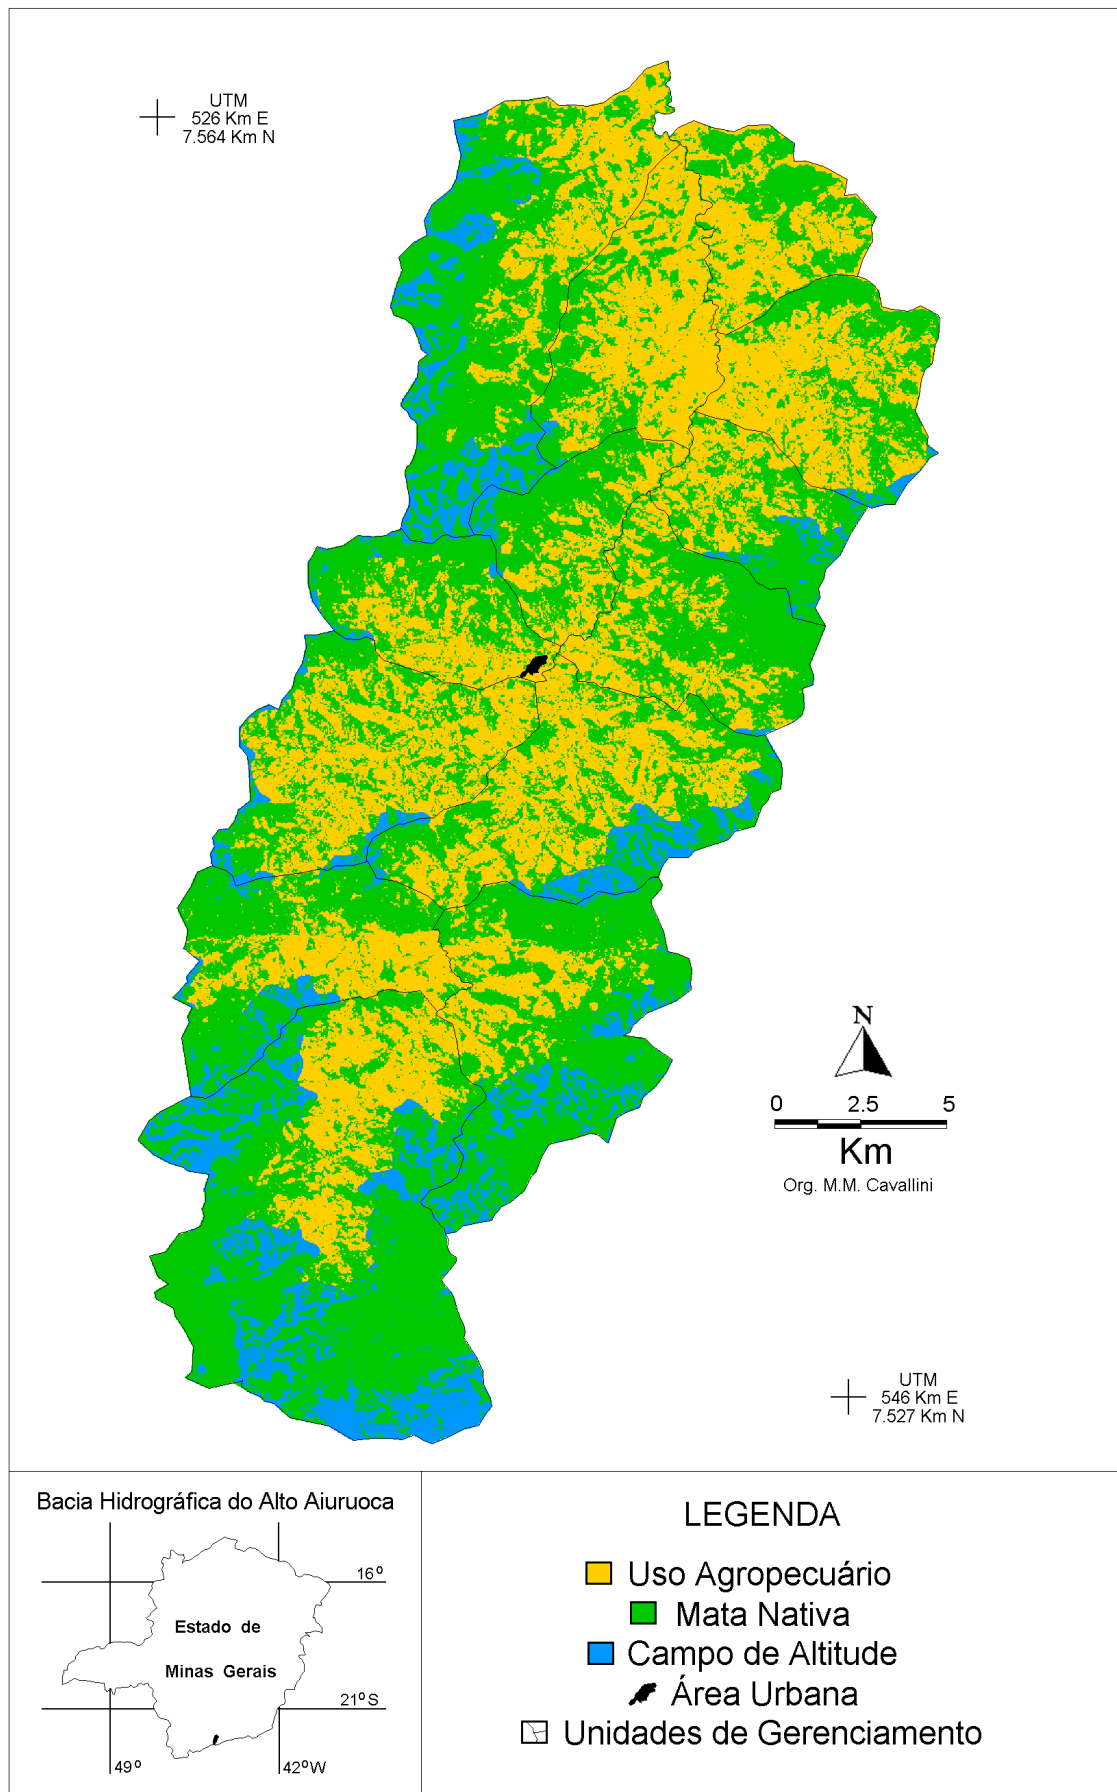 UTM
526 Km E
7.564 Km N
N
0 2.5 5
Km
Org. M.M. Cavallini
UTM
546 Km E
7.527 Km N
Bacia Hidrográfica do Alto Aiuruoca
16º
Estado de
Minas Gerais
21ºS
49º
42ºW
LEGENDA
Uso Agropecuário
Mata Nativa
Campo de Altitude
Área Urbana
Unidades de Gerenciamento